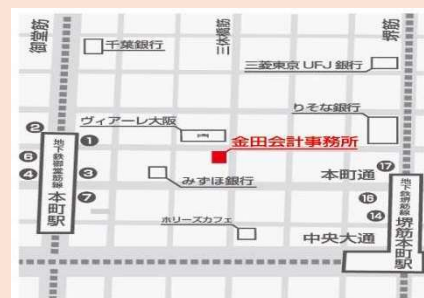 御堂筋
三休橋筋
堺筋
千葉銀行
三菱東京UFJ銀行
りそな銀行
ヴィアーレ大阪
金田会計事務所
②
①
⑥
④
③
⑦
地下鉄御堂筋線
本町駅
みずほ銀行
本町通
⑰
⑯
⑭
地下鉄堺筋線
堺筋本町駅
ホリーズカフェ
中央大通